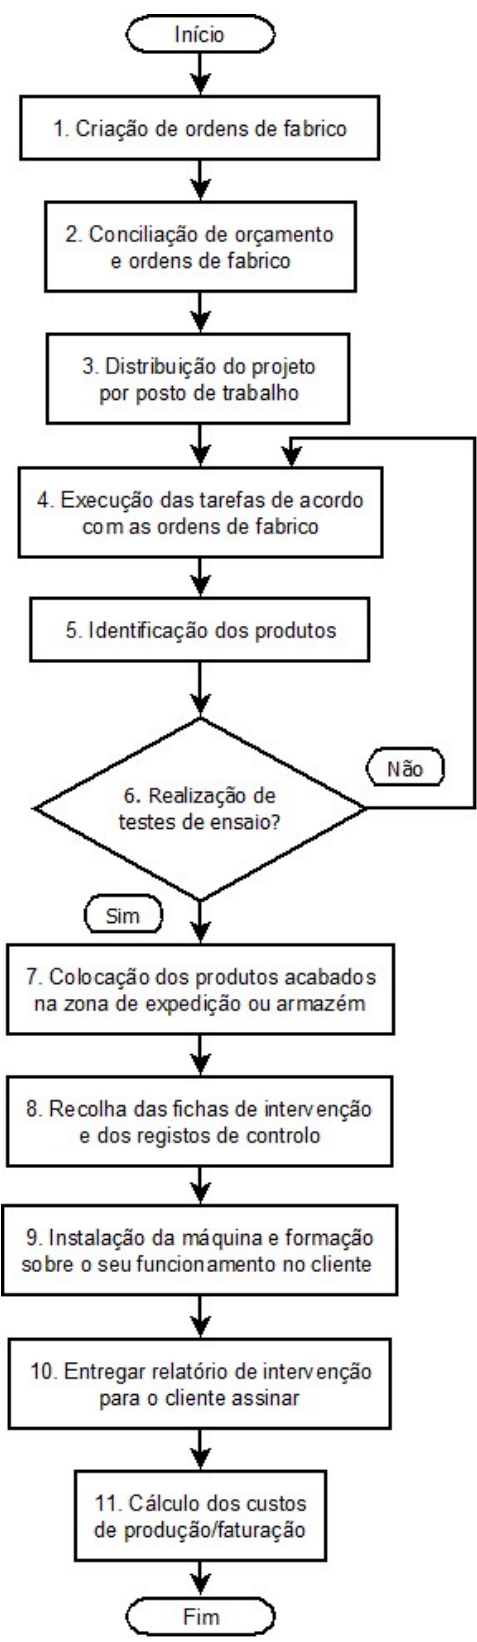 Início
1. Criação de ordens de fabrico
2. Conciliação de orçamento
e ordens de fabrico
3. Distribuição do projeto
por posto de trabalho
4. Execução das tarefas de acordo
com as ordens de fabrico
5. Identificação dos produtos
6. Realização de
testes de ensaio?
Não
Sim
7. Colocação dos produtos acabados
na zona de expedição ou armazém
8. Recolha das fichas de intervenção
e dos registos de controlo
9. Instalação da máquina e formação
sobre o seu funcionamento no cliente
10. Entregar relatório de intervenção
para o cliente assinar
11. Cálculo dos custos
de produção/faturação
Fim